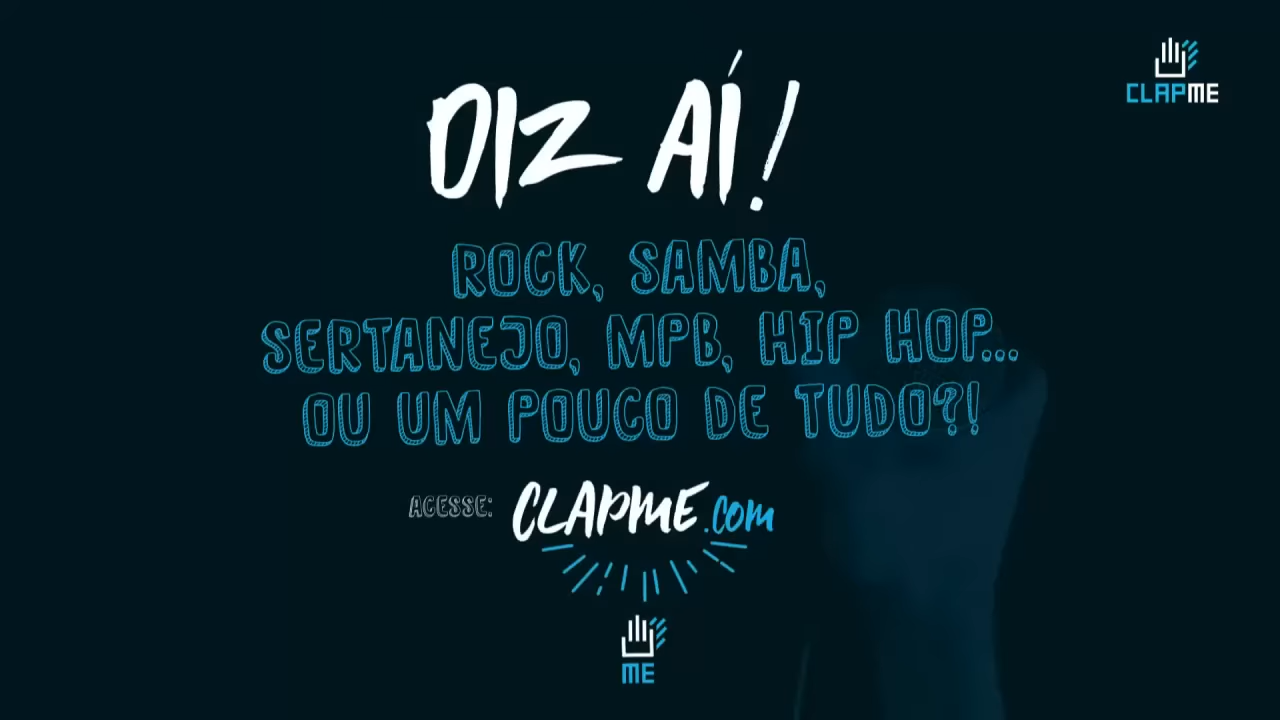 CLAPME
DIZ AÍ!
ROCK, SAMBA,
SERTANEJO, MPB, HIP HOP...
OU UM POUCO DE TUDO?!
ACESSE: CLAPME.com
ME